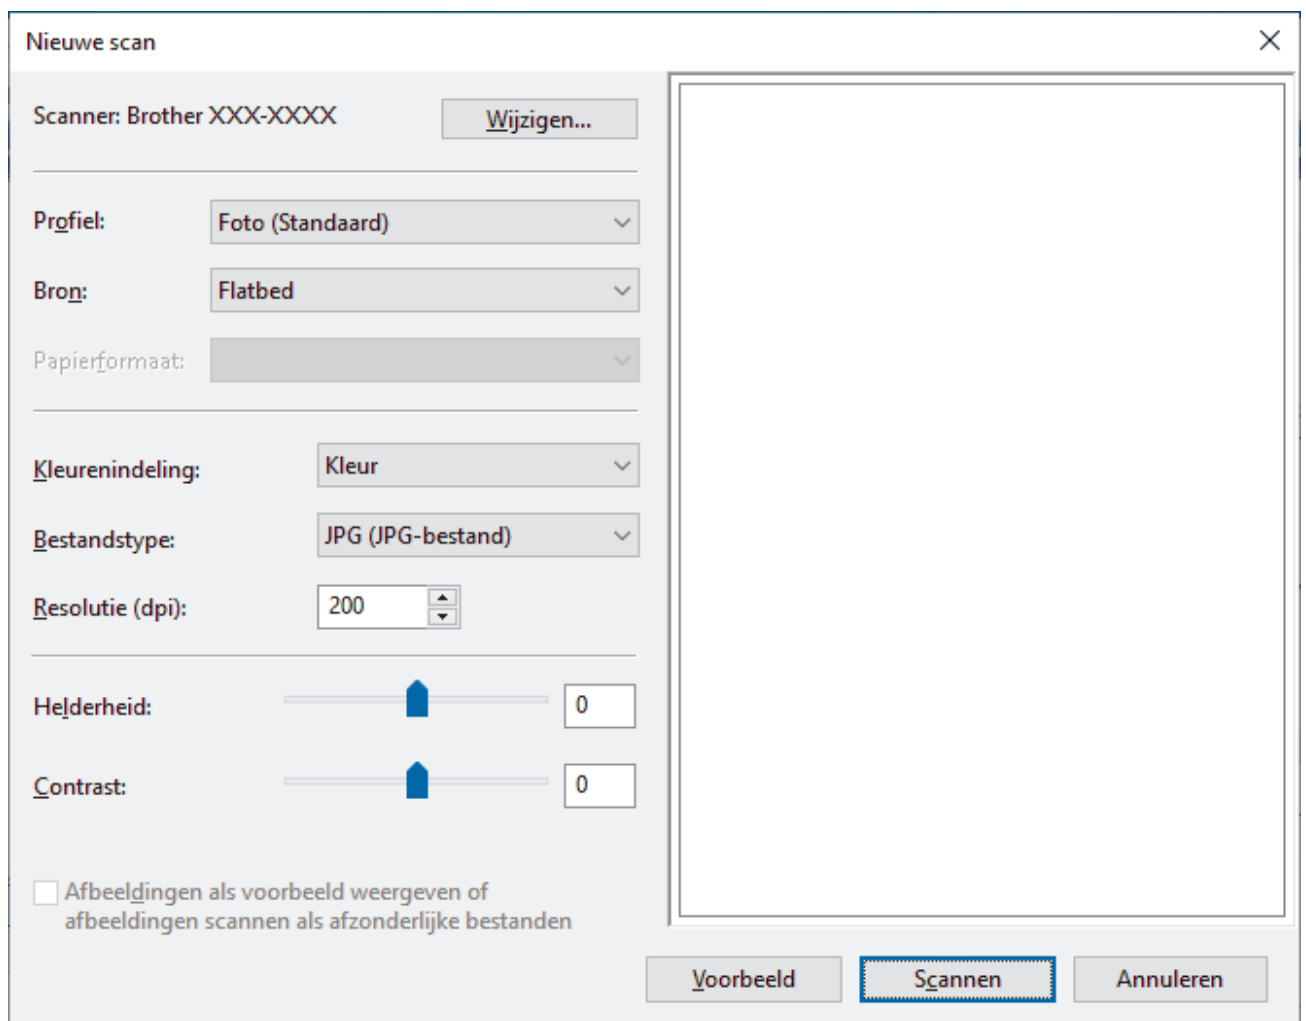 Nieuwe scan
Scanner: Brother XXX-XXXX
Wijzigen...
Profiel:
Foto (Standaard)
Bron:
Flatbed
Papierformaat:
Kleurenindeling:
Kleur
Bestandstype:
JPG (JPG-bestand)
Resolutie (dpi):
200
Helderheid:
0
Contrast:
0
Afbeeldingen als voorbeeld weergeven of
afbeeldingen scannen als afzonderlijke bestanden
Voorbeeld
Scannen
Annuleren